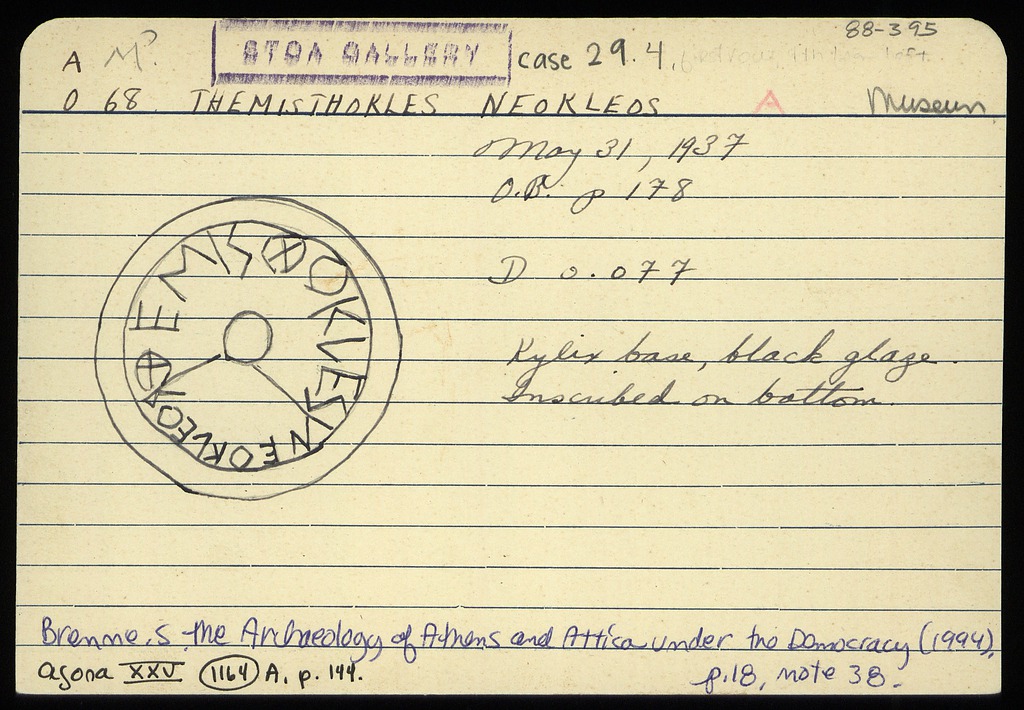 88-395
A M? STOA GALLERY case 29.4,
O 68. THEMISTHOKLES NEOKLEOS A Museum
May 31, 1937
O.B. p 178
D 0.077
Kylix base, black glaze.
Inscribed on bottom.
ⴲEMISⴲOKLES
NEOKLEOS
Brenne, S. The Archaeology of Athens and Attica under the Democracy (1994),
p.18, note 38.
Agora XXV 1164 A, p. 144.